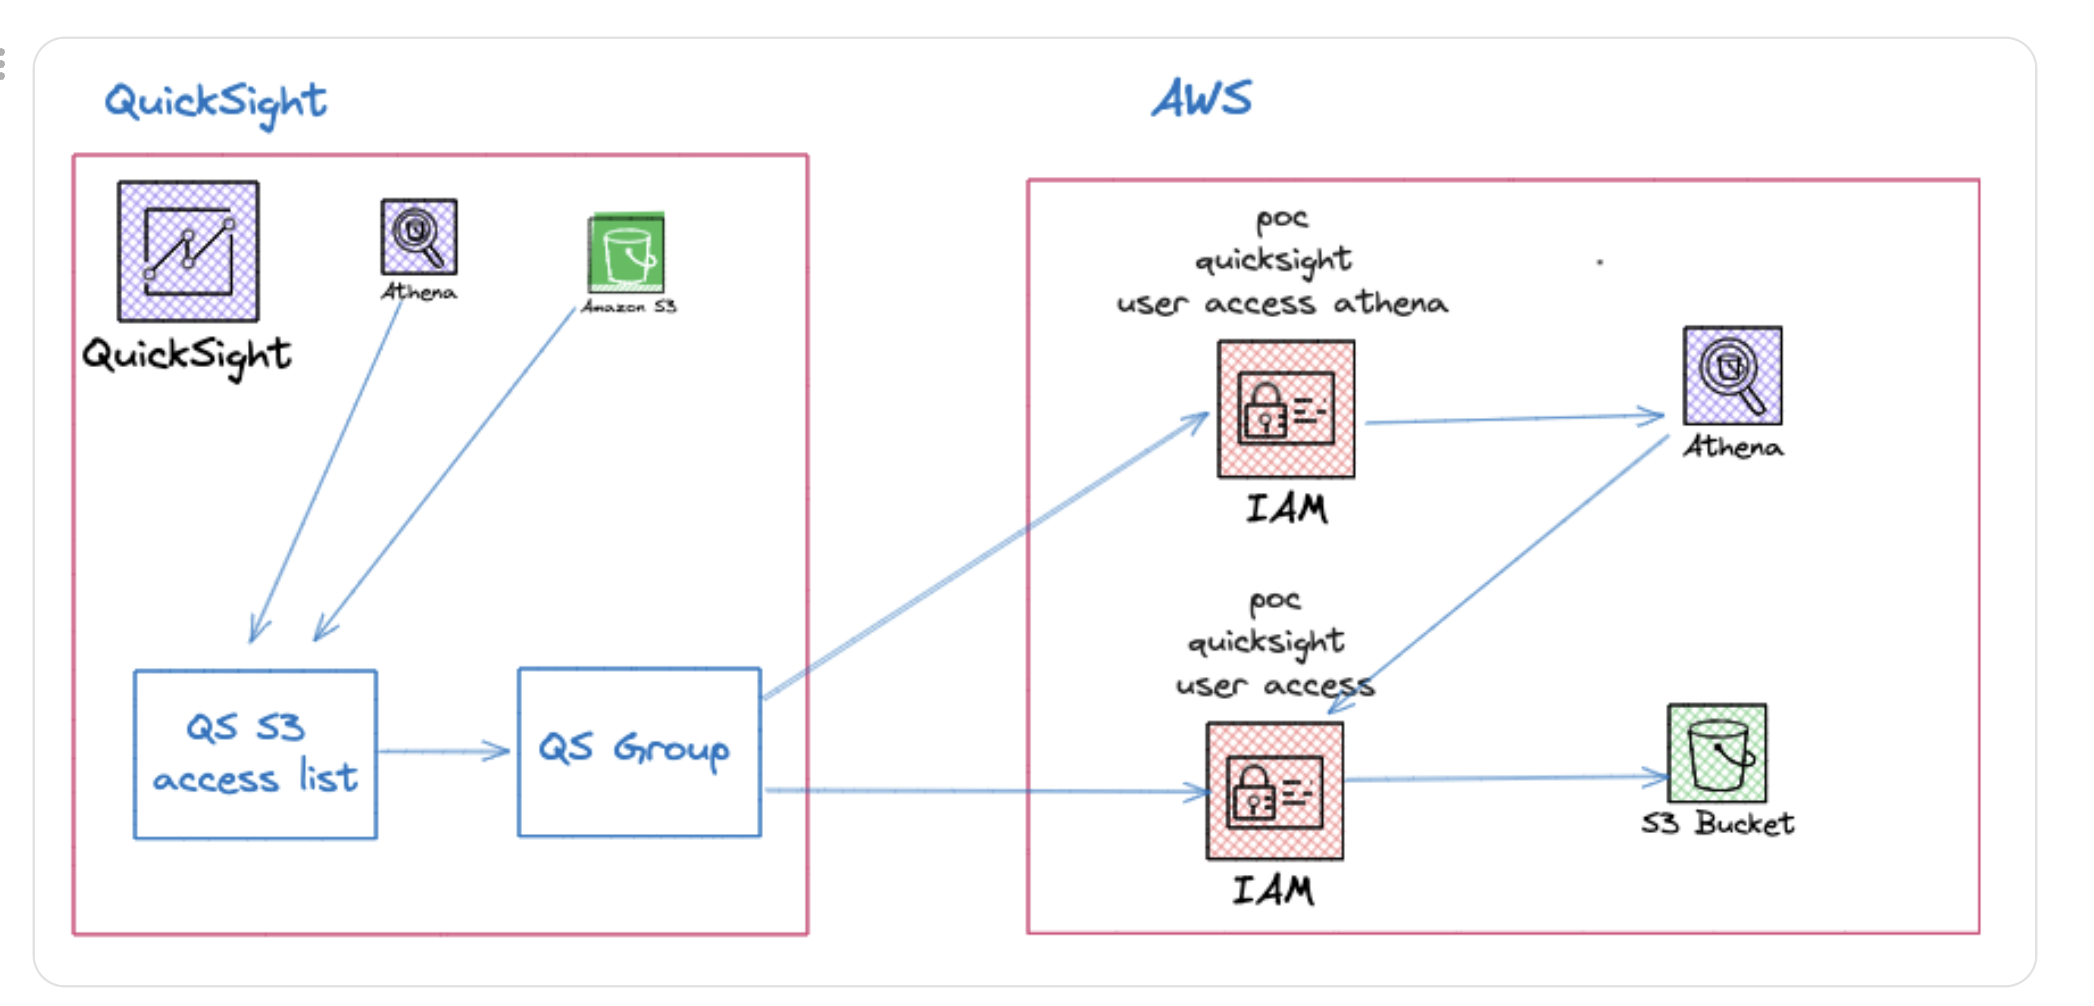 QuickSight
AWS
QuickSight
Athena
Amazon S3
QS S3
access list
QS Group
poc
quicksight
user access athena
IAM
Athena
poc
quicksight
user access
IAM
S3 Bucket